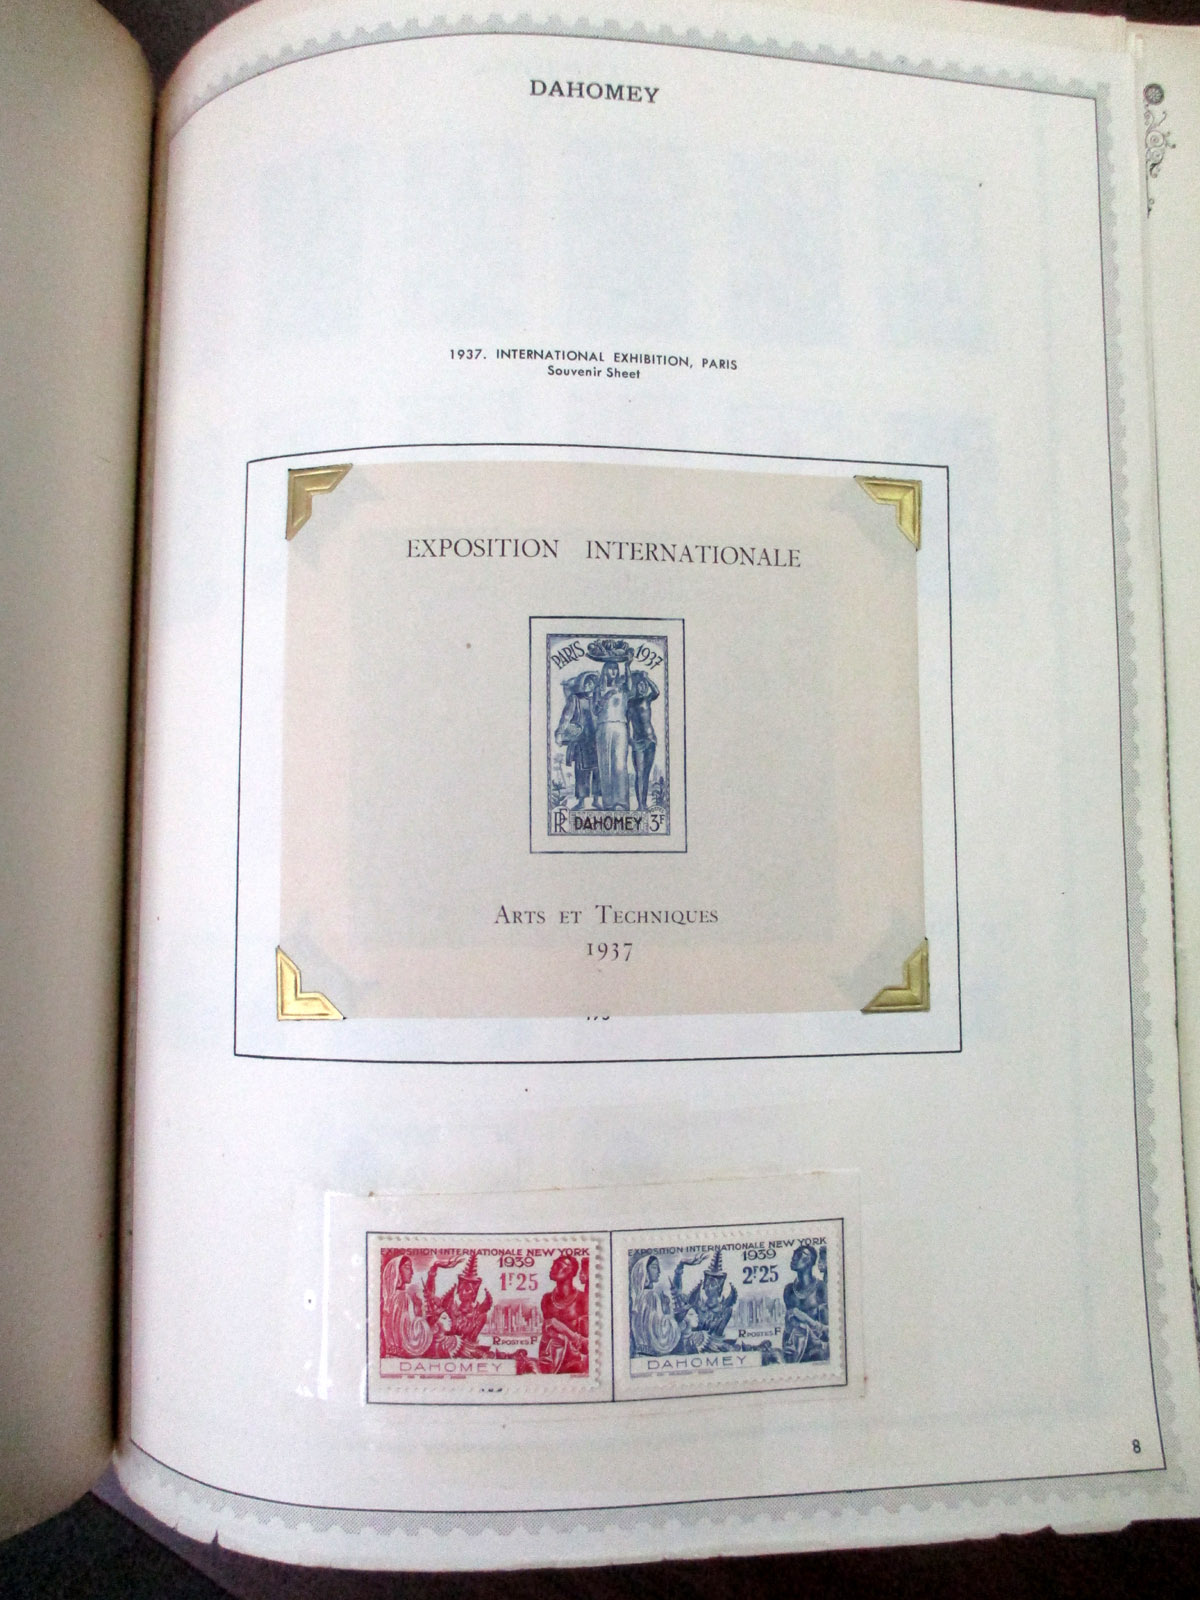 DAHOMEY
1937. INTERNATIONAL EXHIBITION, PARIS
Souvenir Sheet
EXPOSITION INTERNATIONALE
PARIS 1937
RF DAHOMEY 3F
ARTS ET TECHNIQUES
1937
EXPOSITION INTERNATIONALE NEW YORK
1939
1F25
R POSTES F
DAHOMEY
EXPOSITION INTERNATIONALE NEW YORK
1939
2F25
R POSTES F
DAHOMEY
8